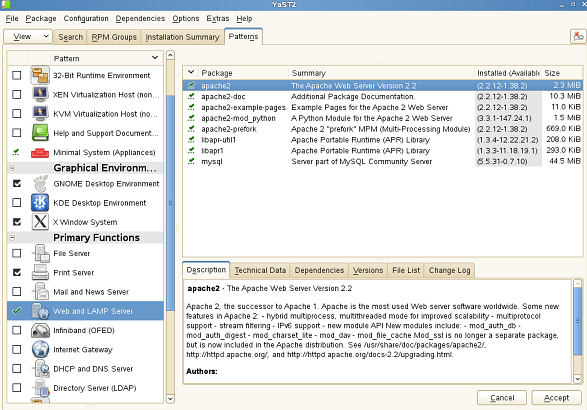 YaST2
File Package Configuration Dependencies Options Extras Help
View Search RPM Groups Installation Summary Patterns
Pattern
32-Bit Runtime Environment
XEN Virtualization Host (non...
KVM Virtualization Host (no...
Help and Support Document...
Minimal System (Appliances)
Graphical Environm...
GNOME Desktop Environment
KDE Desktop Environment
X Window System
Primary Functions
File Server
Print Server
Mail and News Server
Web and LAMP Server
Infiniband (OFED)
Internet Gateway
DHCP and DNS Server
Directory Server (LDAP)
Package Summary Installed (Available Size
apache2 The Apache Web Server Version 2.2 (2.2.12-1.38.2) 2.3 MiB
apache2-doc Additional Package Documentation. (2.2.12-1.38.2) 10.3 MiB
apache2-example-pages Example Pages for the Apache 2 Web Server (2.2.12-1.38.2) 11.0 KiB
apache2-mod_python A Python Module for the Apache 2 Web Server (3.3.1-147.24.1) 1.5 MiB
apache2-prefork Apache 2 "prefork" MPM (Multi-Processing Module) (2.2.12-1.38.2) 669.0 KiB
libapr-util1 Apache Portable Runtime (APR) Library (1.3.4-12.22.21.2) 208.0 KiB
libapr1 Apache Portable Runtime (APR) Library (1.3.3-11.18.19.1) 293.0 KiB
mysql Server part of MySQL Community Server (5.5.31-0.7.10) 44.5 MiB
Description Technical Data Dependencies Versions File List Change Log
apache2 - The Apache Web Server Version 2.2
Apache 2, the successor to Apache 1. Apache is the most used Web server software worldwide. Some new
features in Apache 2: - hybrid multiprocess, multithreaded mode for improved scalability - multiprotocol
support - stream filtering - IPv6 support - new module API New modules include: - mod_auth_db -
mod_auth_digest - mod_charset_lite - mod_dav - mod_file_cache Mod_ssl is no longer a separate package,
but is now included in the Apache distribution. See /usr/share/doc/packages/apache2/,
http://httpd.apache.org/, and http://httpd.apache.org/docs-2.2/upgrading.html.
Authors:
Cancel Accept